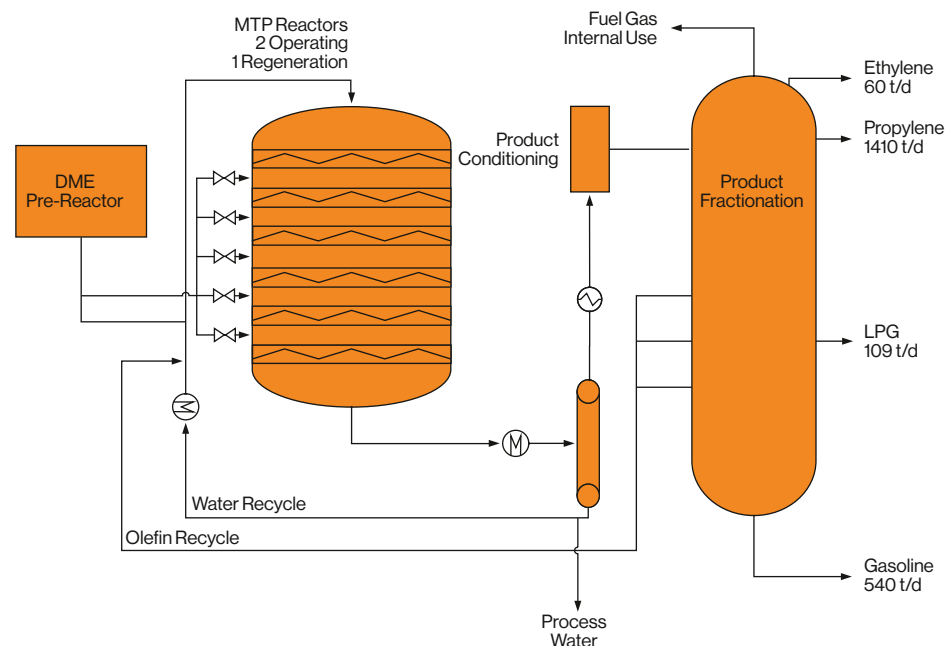 MTP Reactors
2 Operating
1 Regeneration
Fuel Gas
Internal Use
Ethylene
60 t/d
Propylene
1410 t/d
Product
Conditioning
DME
Pre-Reactor
Product
Fractionation
LPG
109 t/d
Water Recycle
Olefin Recycle
Gasoline
540 t/d
Process
Water